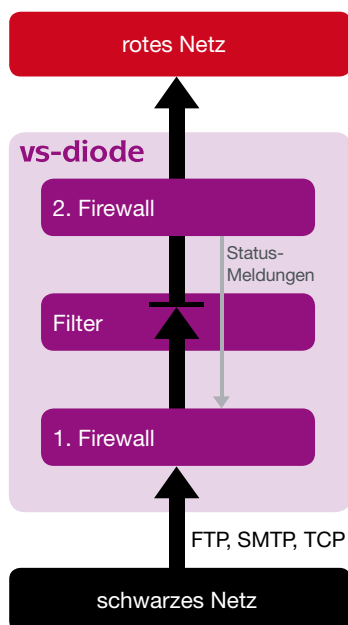 rotes Netz
vs-diode
2. Firewall
Status-
Meldungen
Filter
1. Firewall
FTP, SMTP, TCP
schwarzes Netz